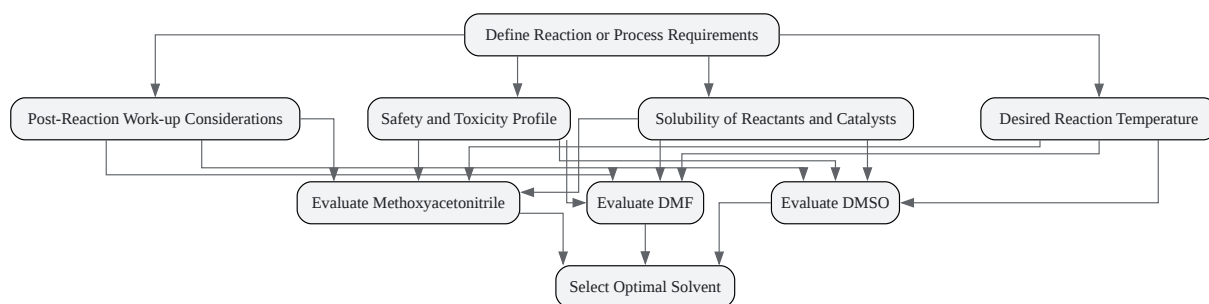 Define Reaction or Process Requirements
Post-Reaction Work-up Considerations
Safety and Toxicity Profile
Solubility of Reactants and Catalysts
Desired Reaction Temperature
Evaluate Methoxyacetonitrile
Evaluate DMF
Evaluate DMSO
Select Optimal Solvent